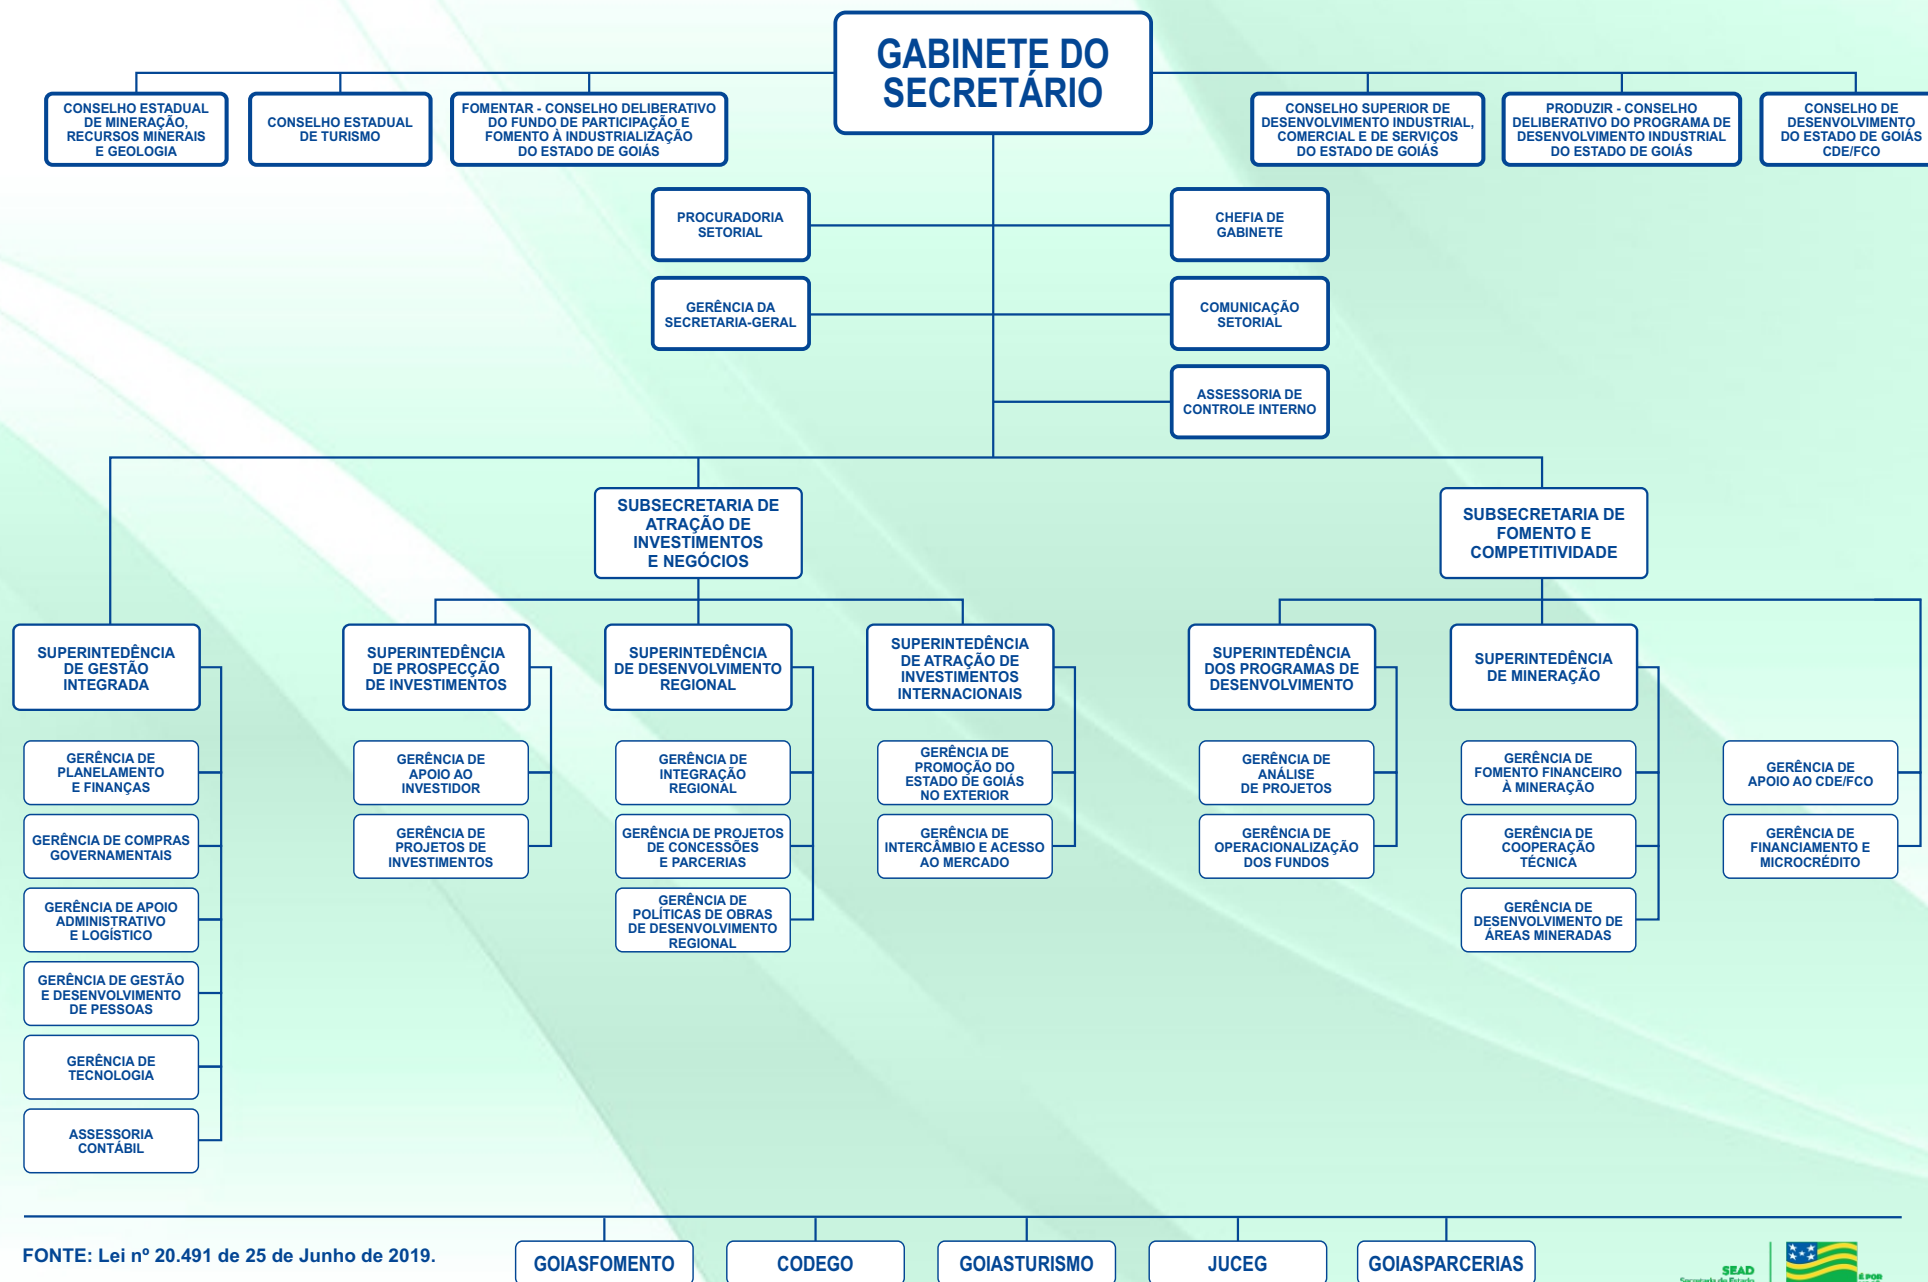 GABINETE DO
SECRETÁRIO
CONSELHO ESTADUAL
DE MINERAÇÃO,
RECURSOS MINERAIS
E GEOLOGIA
CONSELHO ESTADUAL
DE TURISMO
FOMENTAR - CONSELHO DELIBERATIVO
DO FUNDO DE PARTICIPAÇÃO E
FOMENTO À INDUSTRIALIZAÇÃO
DO ESTADO DE GOIÁS
CONSELHO SUPERIOR DE
DESENVOLVIMENTO INDUSTRIAL,
COMERCIAL E DE SERVIÇOS
DO ESTADO DE GOIÁS
PRODUZIR - CONSELHO
DELIBERATIVO DO PROGRAMA DE
DESENVOLVIMENTO INDUSTRIAL
DO ESTADO DE GOIÁS
CONSELHO DE
DESENVOLVIMENTO
DO ESTADO DE GOIÁS
CDE/FCO
PROCURADORIA
SETORIAL
CHEFIA DE
GABINETE
GERÊNCIA DA
SECRETARIA-GERAL
COMUNICAÇÃO
SETORIAL
ASSESSORIA DE
CONTROLE INTERNO
SUBSECRETARIA DE
ATRAÇÃO DE
INVESTIMENTOS
E NEGÓCIOS
SUBSECRETARIA DE
FOMENTO E
COMPETITIVIDADE
SUPERINTEDÊNCIA
DE GESTÃO
INTEGRADA
SUPERINTEDÊNCIA
DE PROSPECÇÃO
DE INVESTIMENTOS
SUPERINTEDÊNCIA
DE DESENVOLVIMENTO
REGIONAL
SUPERINTEDÊNCIA
DE ATRAÇÃO DE
INVESTIMENTOS
INTERNACIONAIS
SUPERINTEDÊNCIA
DOS PROGRAMAS DE
DESENVOLVIMENTO
SUPERINTEDÊNCIA
DE MINERAÇÃO
GERÊNCIA DE
PLANELAMENTO
E FINANÇAS
GERÊNCIA DE
APOIO AO
INVESTIDOR
GERÊNCIA DE
INTEGRAÇÃO
REGIONAL
GERÊNCIA DE
PROMOÇÃO DO
ESTADO DE GOIÁS
NO EXTERIOR
GERÊNCIA DE
ANÁLISE
DE PROJETOS
GERÊNCIA DE
FOMENTO FINANCEIRO
À MINERAÇÃO
GERÊNCIA DE
APOIO AO CDE/FCO
GERÊNCIA DE COMPRAS
GOVERNAMENTAIS
GERÊNCIA DE
PROJETOS DE
INVESTIMENTOS
GERÊNCIA DE PROJETOS
DE CONCESSÕES
E PARCERIAS
GERÊNCIA DE
INTERCÂMBIO E ACESSO
AO MERCADO
GERÊNCIA DE
OPERACIONALIZAÇÃO
DOS FUNDOS
GERÊNCIA DE
COOPERAÇÃO
TÉCNICA
GERÊNCIA DE
FINANCIAMENTO E
MICROCRÉDITO
GERÊNCIA DE APOIO
ADMINISTRATIVO
E LOGÍSTICO
GERÊNCIA DE
POLÍTICAS DE OBRAS
DE DESENVOLVIMENTO
REGIONAL
GERÊNCIA DE
DESENVOLVIMENTO DE
ÁREAS MINERADAS
GERÊNCIA DE GESTÃO
E DESENVOLVIMENTO
DE PESSOAS
GERÊNCIA DE
TECNOLOGIA
ASSESSORIA
CONTÁBIL
FONTE: Lei nº 20.491 de 25 de Junho de 2019.
GOIASFOMENTO
CODEGO
GOIASTURISMO
JUCEG
GOIASPARCERIAS
SEAD
Secretaria de Estado
É POR